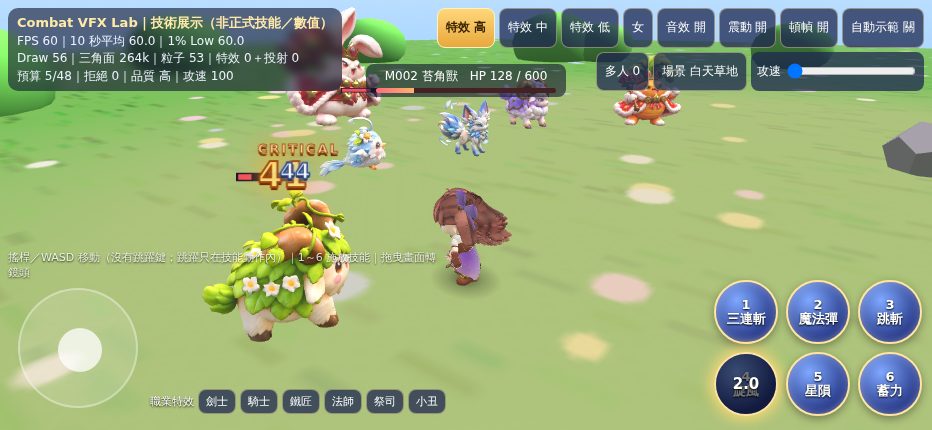 Combat VFX Lab｜技術展示（非正式技能／數值）
FPS 60｜10 秒平均 60.0｜1% Low 60.0
Draw 56｜三角面 264k｜粒子 53｜特效 0＋投射 0
預算 5/48｜拒絕 0｜品質 高｜攻速 100
特效 高
特效 中
特效 低
女
音效 開
震動 開
頓幀 開
自動示範 關
多人 0
場景 白天草地
攻速
M002 苔角獸 HP 128 / 600
CRITICAL
44
搖桿／WASD 移動（沒有跳躍鍵；跳躍只在技能動作內）｜1～6 施放技能｜拖曳畫面轉
鏡頭
1
三連斬
2
魔法彈
3
跳斬
2.0
旋風
5
星隕
6
蓄力
職業特效
劍士
騎士
鐵匠
法師
祭司
小丑